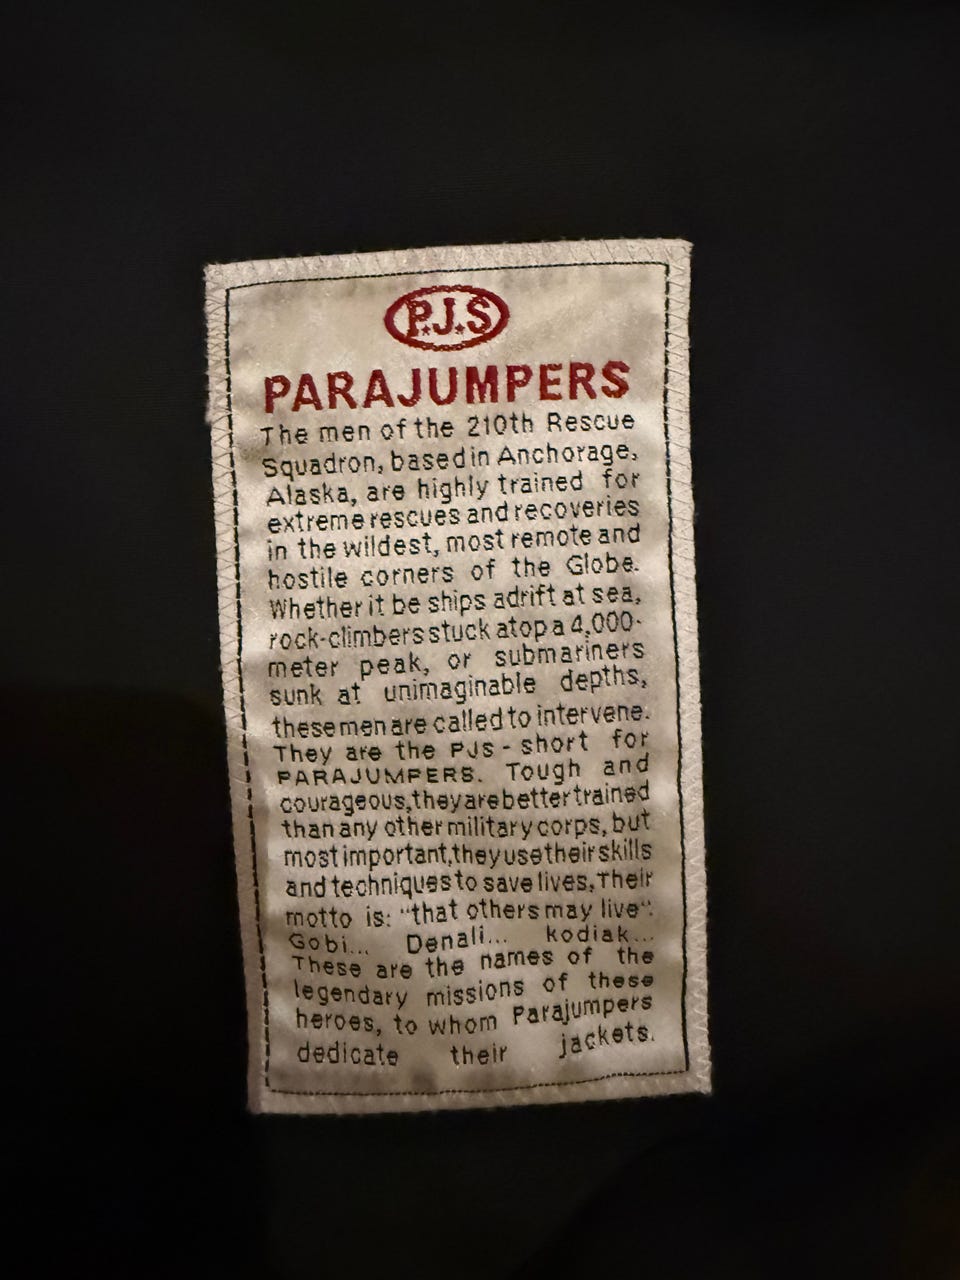 P.J.S
PARAJUMPERS
The men of the 210th Rescue
Squadron, based in Anchorage,
Alaska, are highly trained for
extreme rescues and recoveries
in the wildest, most remote and
hostile corners of the Globe.
Whether it be ships adrift at sea,
rock-climbers stuck atop a 4,000-
meter peak, or submariners
sunk at unimaginable depths,
these men are called to intervene.
They are the PJS - short for
PARAJUMPERS. Tough and
courageous, they are better trained
than any other military corps, but
most important, they use their skills
and techniques to save lives. Their
motto is: "that others may live".
Gobi... Denali... kodiak...
These are the names of the
legendary missions of these
heroes, to whom Parajumpers
dedicate their jackets.